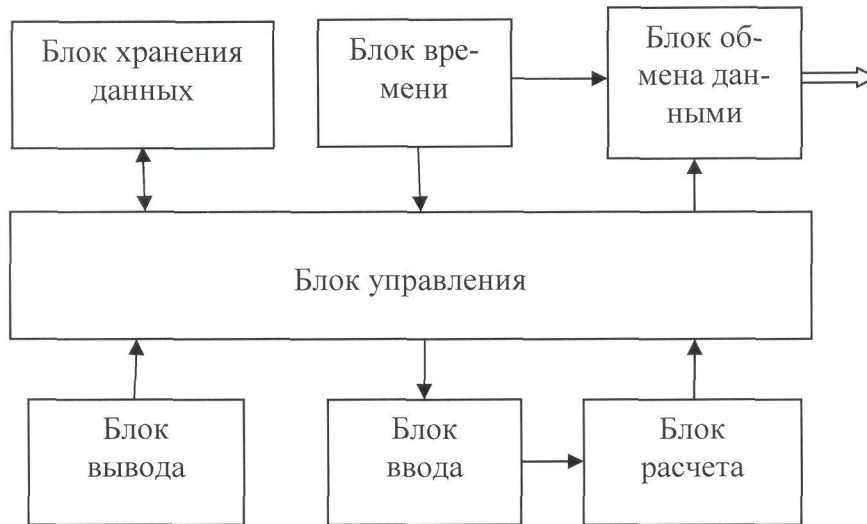 Блок хранения
данных
Блок вре-
мени
Блок об-
мена дан-
ными
Блок управления
Блок
вывода
Блок
ввода
Блок
расчета